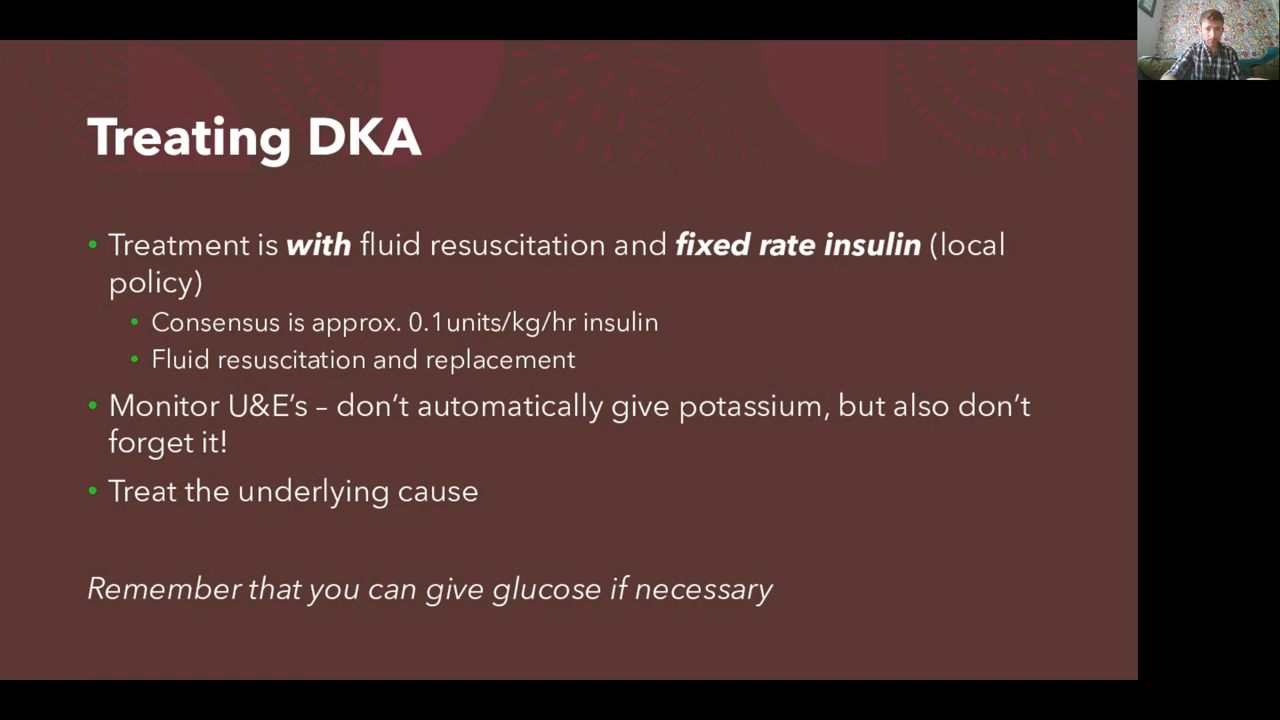 Treating DKA
• Treatment is with fluid resuscitation and fixed rate insulin (local
policy)
• Consensus is approx. 0.1units/kg/hr insulin
• Fluid resuscitation and replacement
• Monitor U&E’s – don’t automatically give potassium, but also don’t
forget it!
• Treat the underlying cause
Remember that you can give glucose if necessary